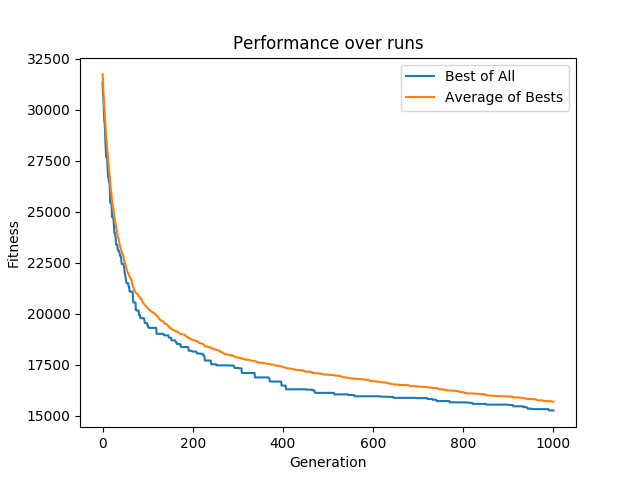 Performance over runs
Best of All
Average of Bests
Fitness
32500
30000
27500
25000
22500
20000
17500
15000
0 200 400 600 800 1000
Generation